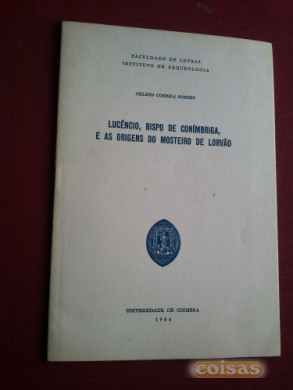 FACULDADE DE LETRAS
INSTITUTO DE ARQUEOLOGIA
NELSON CORREIA BORGES
LUCÊNCIO, BISPO DE CONÍMBRIGA,
E AS ORIGENS DO MOSTEIRO DE LORVÃO
UNIVERSIDADE DE COIMBRA
1984
coisas